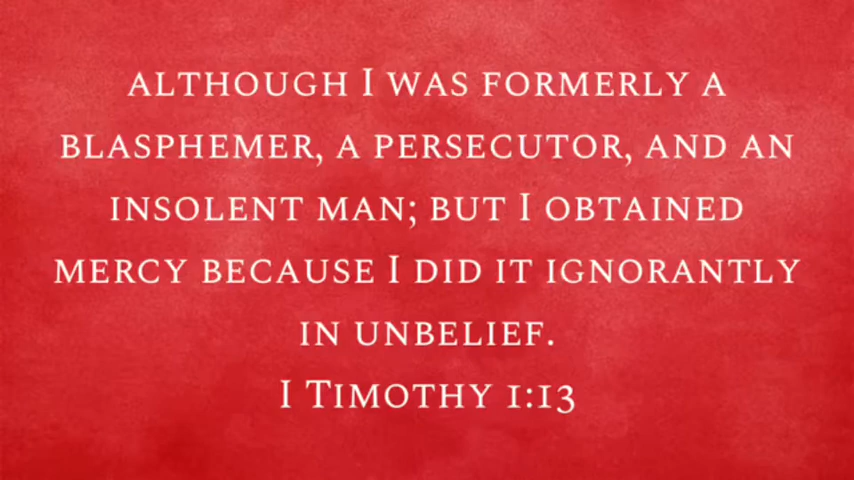 ALTHOUGH I WAS FORMERLY A
BLASPHEMER, A PERSECUTOR, AND AN
INSOLENT MAN; BUT I OBTAINED
MERCY BECAUSE I DID IT IGNORANTLY
IN UNBELIEF.
I TIMOTHY 1:13